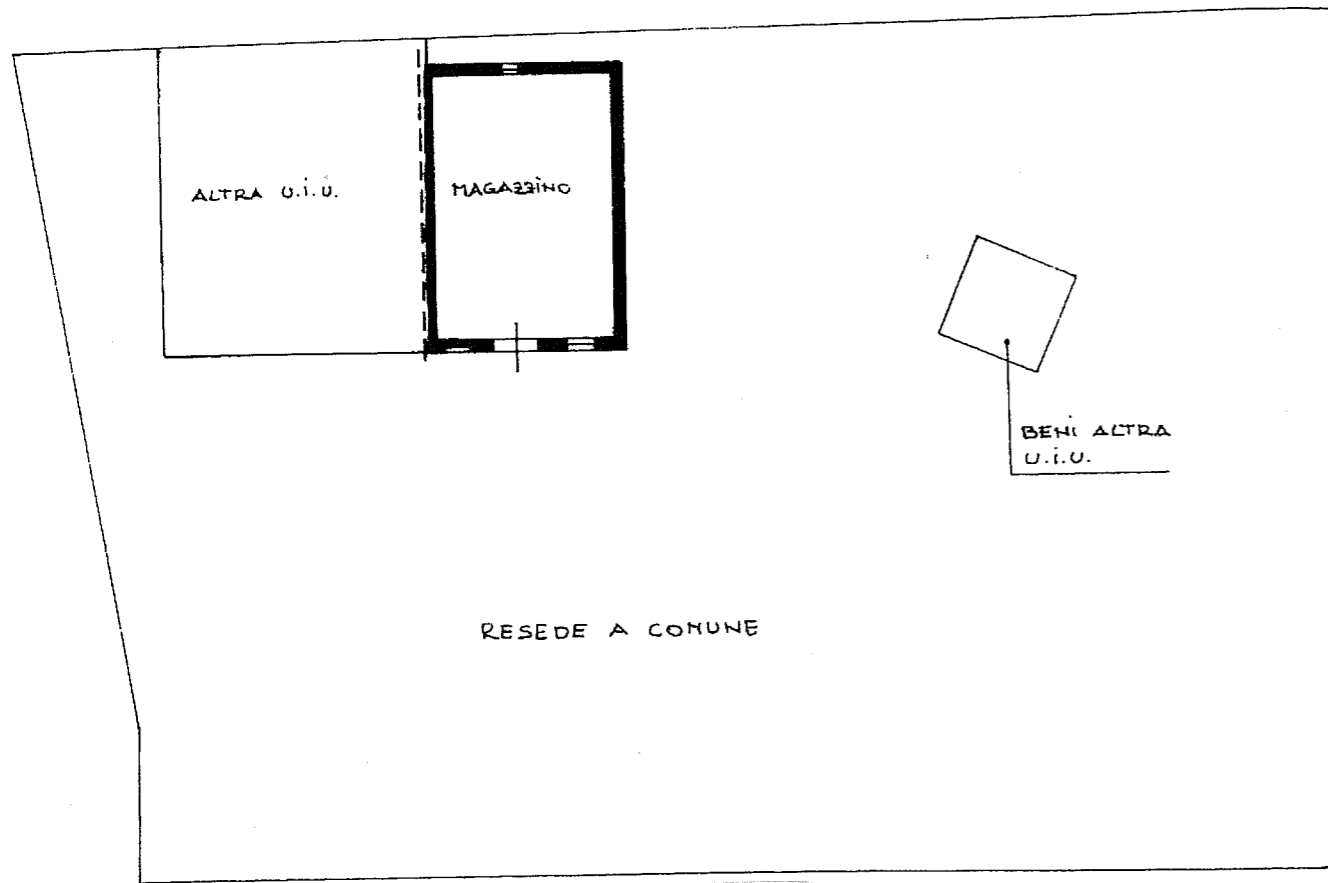 ALTRA U.i.U.
MAGAZZiNO
BENi ALTRA
U.i.U.
RESEDE A COMUNE